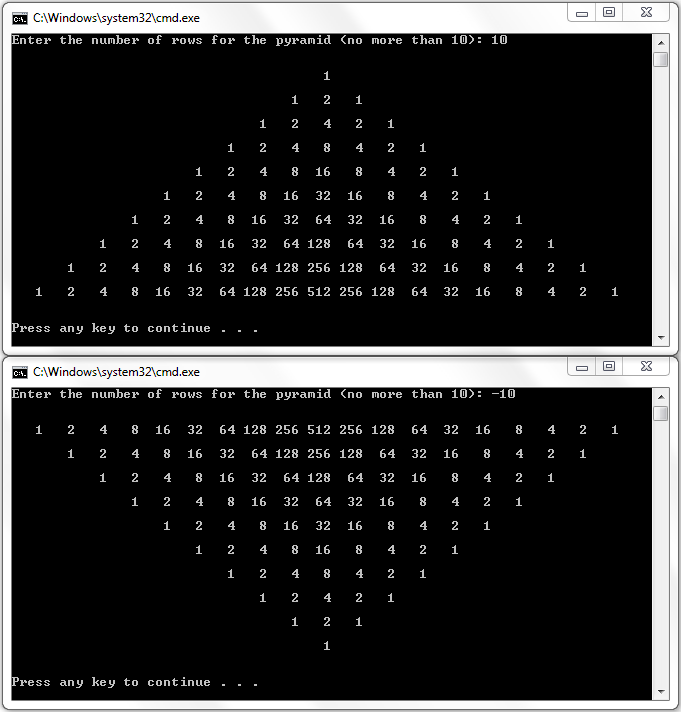 C:\Windows\system32\cmd.exe
Enter the number of rows for the pyramid (no more than 10): 10
1
1 2 1
1 2 4 2 1
1 2 4 8 4 2 1
1 2 4 8 16 8 4 2 1
1 2 4 8 16 32 16 8 4 2 1
1 2 4 8 16 32 64 32 16 8 4 2 1
1 2 4 8 16 32 64 128 64 32 16 8 4 2 1
1 2 4 8 16 32 64 128 256 128 64 32 16 8 4 2 1
1 2 4 8 16 32 64 128 256 512 256 128 64 32 16 8 4 2 1
Press any key to continue . . .
C:\Windows\system32\cmd.exe
Enter the number of rows for the pyramid (no more than 10): -10
1 2 4 8 16 32 64 128 256 512 256 128 64 32 16 8 4 2 1
1 2 4 8 16 32 64 128 256 128 64 32 16 8 4 2 1
1 2 4 8 16 32 64 128 64 32 16 8 4 2 1
1 2 4 8 16 32 64 32 16 8 4 2 1
1 2 4 8 16 32 16 8 4 2 1
1 2 4 8 16 8 4 2 1
1 2 4 8 4 2 1
1 2 4 2 1
1 2 1
1
Press any key to continue . . .